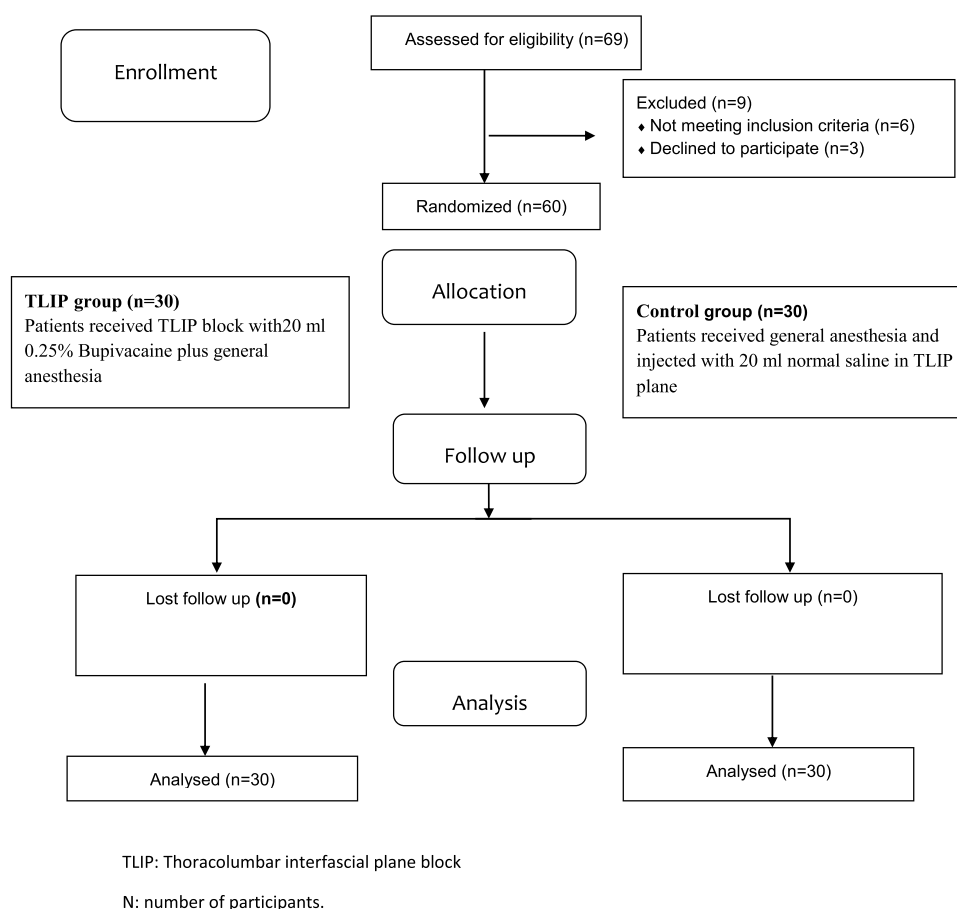 Assessed for eligibility (n=69)
Enrollment
Excluded (n=9)
♦ Not meeting inclusion criteria (n=6)
♦ Declined to participate (n=3)
Randomized (n=60)
Allocation
TLIP group (n=30)
Patients received TLIP block with20 ml
0.25% Bupivacaine plus general
anesthesia
Control group (n=30)
Patients received general anesthesia and
injected with 20 ml normal saline in TLIP
plane
Follow up
Lost follow up (n=0)
Lost follow up (n=0)
Analysis
Analysed (n=30)
Analysed (n=30)
TLIP: Thoracolumbar interfascial plane block
N: number of participants.